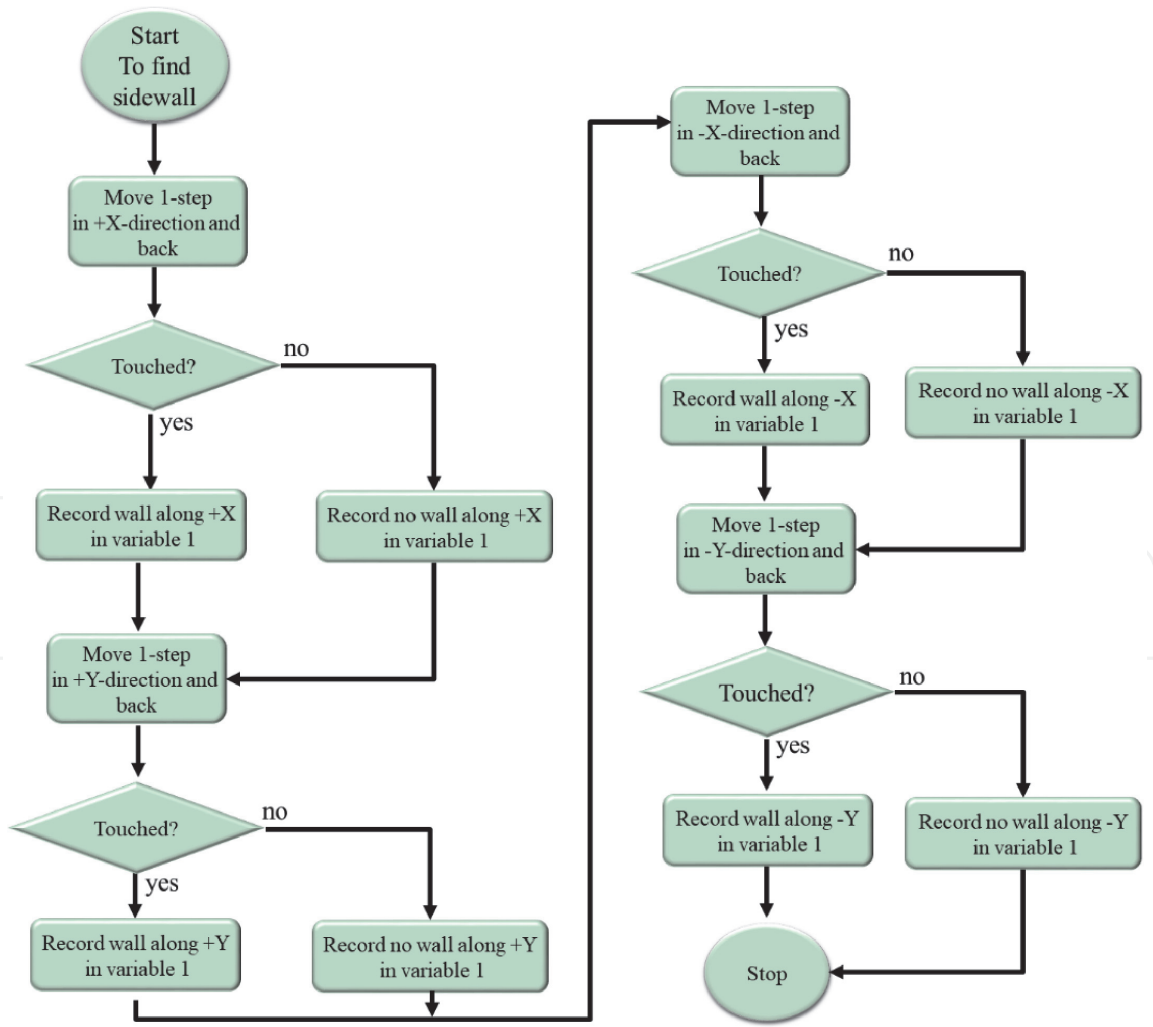 Start
To find
sidewall
Move 1-step
in +X-direction and
back
Touched?
no
yes
Record wall along +X
in variable 1
Record no wall along +X
in variable 1
Move 1-step
in +Y-direction and
back
Touched?
no
yes
Record wall along +Y
in variable 1
Record no wall along +Y
in variable 1
Move 1-step
in -X-direction and
back
Touched?
no
yes
Record wall along -X
in variable 1
Record no wall along -X
in variable 1
Move 1-step
in -Y-direction and
back
Touched?
no
yes
Record wall along -Y
in variable 1
Record no wall along -Y
in variable 1
Stop